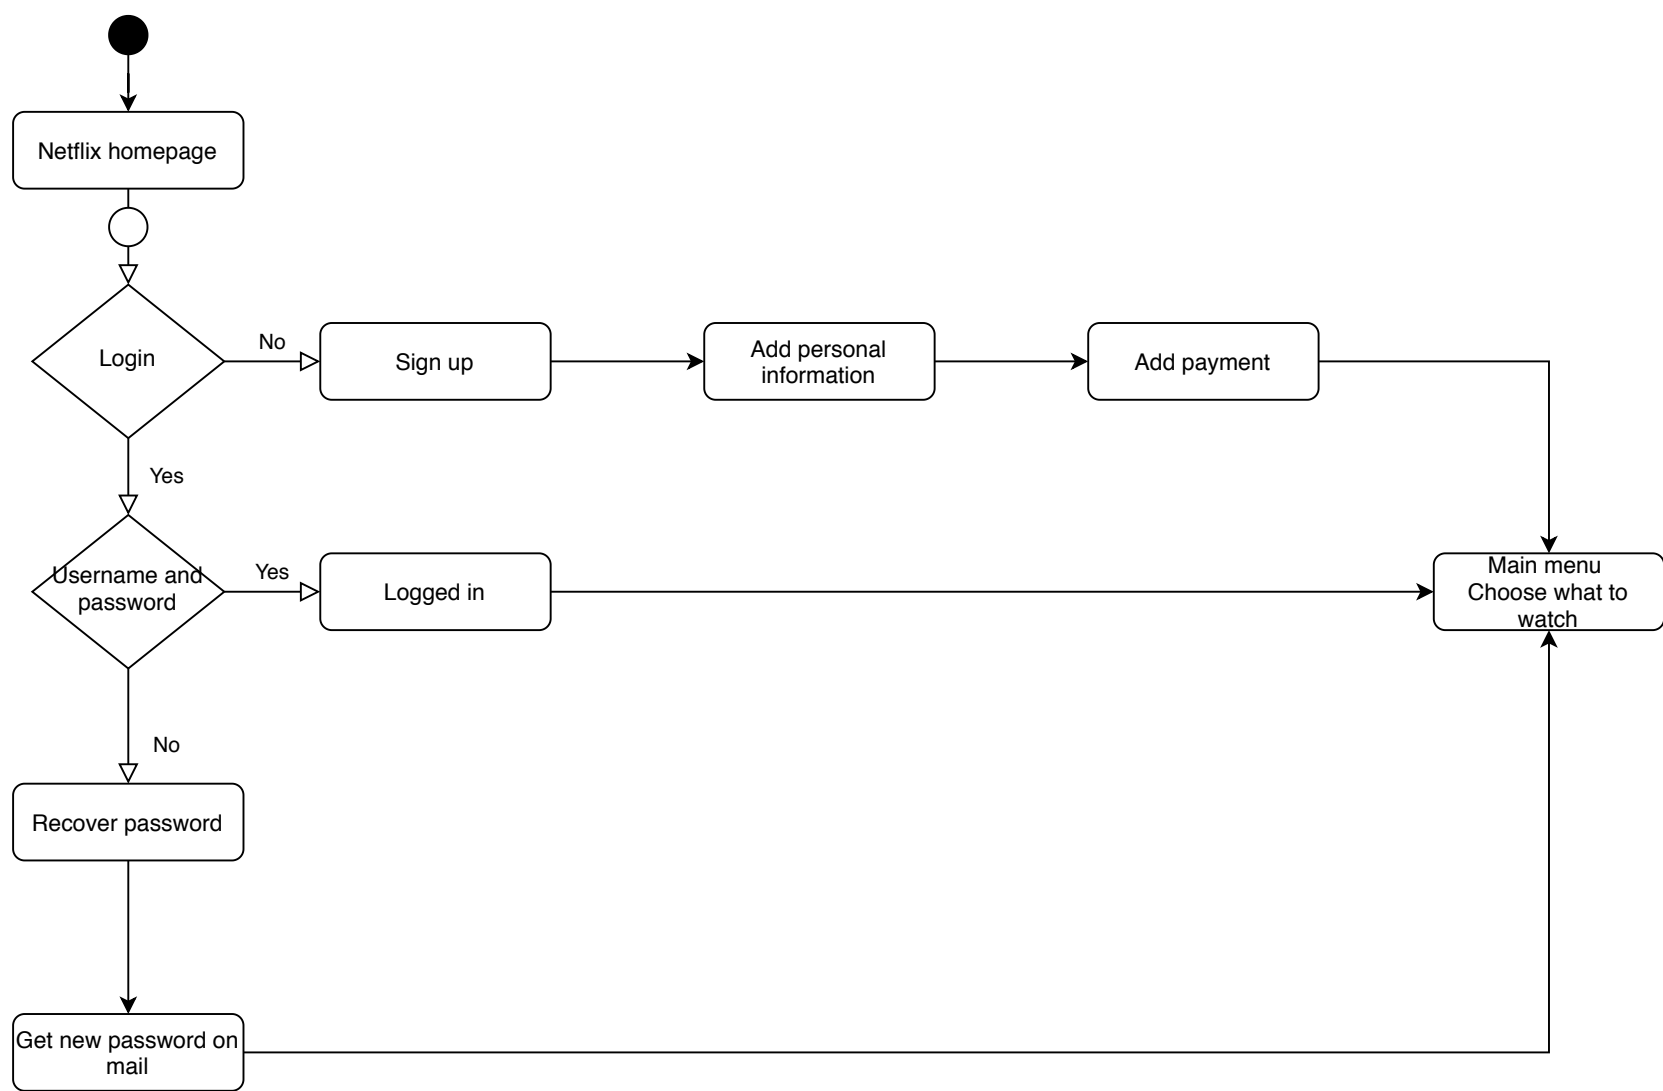 Netflix homepage
Login
No
Sign up
Add personal
information
Add payment
Yes
Username and
password
Yes
Logged in
Main menu
Choose what to
watch
No
Recover password
Get new password on
mail